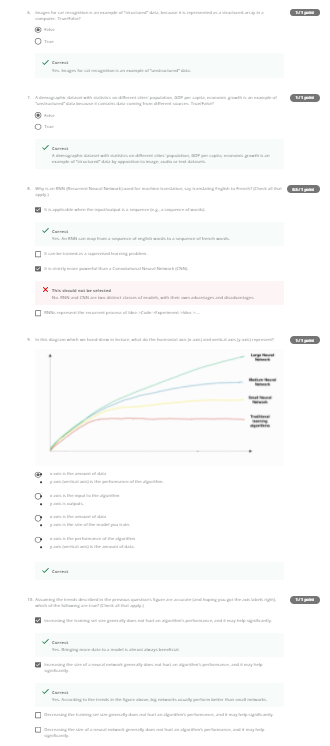 6. Images for cat recognition is an example of "structured" data, because it is represented as a structured array in a
computer. True/False?
1 / 1 point
False
True
Correct
Yes. Images for cat recognition is an example of "unstructured" data.
7. A demographic dataset with statistics on different cities' population, GDP per capita, economic growth is an example of
"unstructured" data because it contains data coming from different sources. True/False?
1 / 1 point
False
True
Correct
A demographic dataset with statistics on different cities' population, GDP per capita, economic growth is an
example of "structured" data by opposition to image, audio or text datasets.
8. Why is an RNN (Recurrent Neural Network) used for machine translation, say translating English to French? (Check all that
apply.)
point
It is applicable when the input/output is a sequence (e.g., a sequence of words).
Correct
Yes. An RNN can map from a sequence of english words to a sequence of french words.
It can be trained as a supervised learning problem.
It is strictly more powerful than a Convolutional Neural Network (CNN).
This should not be selected
No. RNN and CNN are two distinct classes of models, with their own advantages and disadvantages.
RNNs represent the recurrent process of Idea->Code->Experiment->Idea->....
9. In this diagram which we hand-drew in lecture, what do the horizontal axis (x-axis) and vertical axis (y-axis) represent?
1 / 1 point
Large Neural
Network
Medium Neural
Network
Small Neural
Network
Traditional
learning
algorithms
x-axis is the amount of data
y-axis (vertical axis) is the performance of the algorithm.
x-axis is the input to the algorithm
y-axis is outputs.
x-axis is the amount of data
y-axis is the size of the model you train.
x-axis is the performance of the algorithm
y-axis (vertical axis) is the amount of data.
Correct
10. Assuming the trends described in the previous question's figure are accurate (and hoping you got the axis labels right),
which of the following are true? (Check all that apply.)
1 / 1 point
Increasing the training set size generally does not hurt an algorithm's performance, and it may help significantly.
Correct
Yes. Bringing more data to a model is almost always beneficial.
Increasing the size of a neural network generally does not hurt an algorithm's performance, and it may help
significantly.
Correct
Yes. According to the trends in the figure above, big networks usually perform better than small networks.
Decreasing the training set size generally does not hurt an algorithm's performance, and it may help significantly.
Decreasing the size of a neural network generally does not hurt an algorithm's performance, and it may help
significantly.